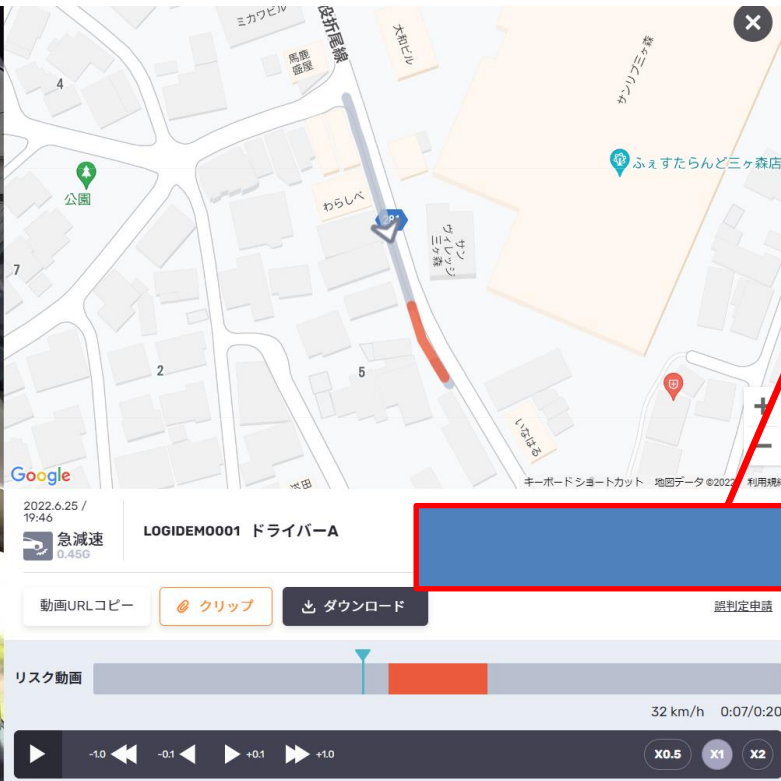 ミカワビル
役折尾線
大和ビル
馬鹿
盛屋
4
サンリブ三ヶ森
ふぇすたらんど三ヶ森店
公園
わらしべ
281
サン
ヴィレッジ
三ヶ森
7
2
5
いなはる
+
−
Google
キーボード ショートカット 地図データ ©2022 利用規約
2022.6.25 /
19:46
急減速
0.45G
LOGIDEMO001 ドライバーA
動画URLコピー
クリップ
ダウンロード
誤判定申請
リスク動画
32 km/h 0:07/0:20
-1.0
-0.1
+0.1
+1.0
X0.5
X1
X2